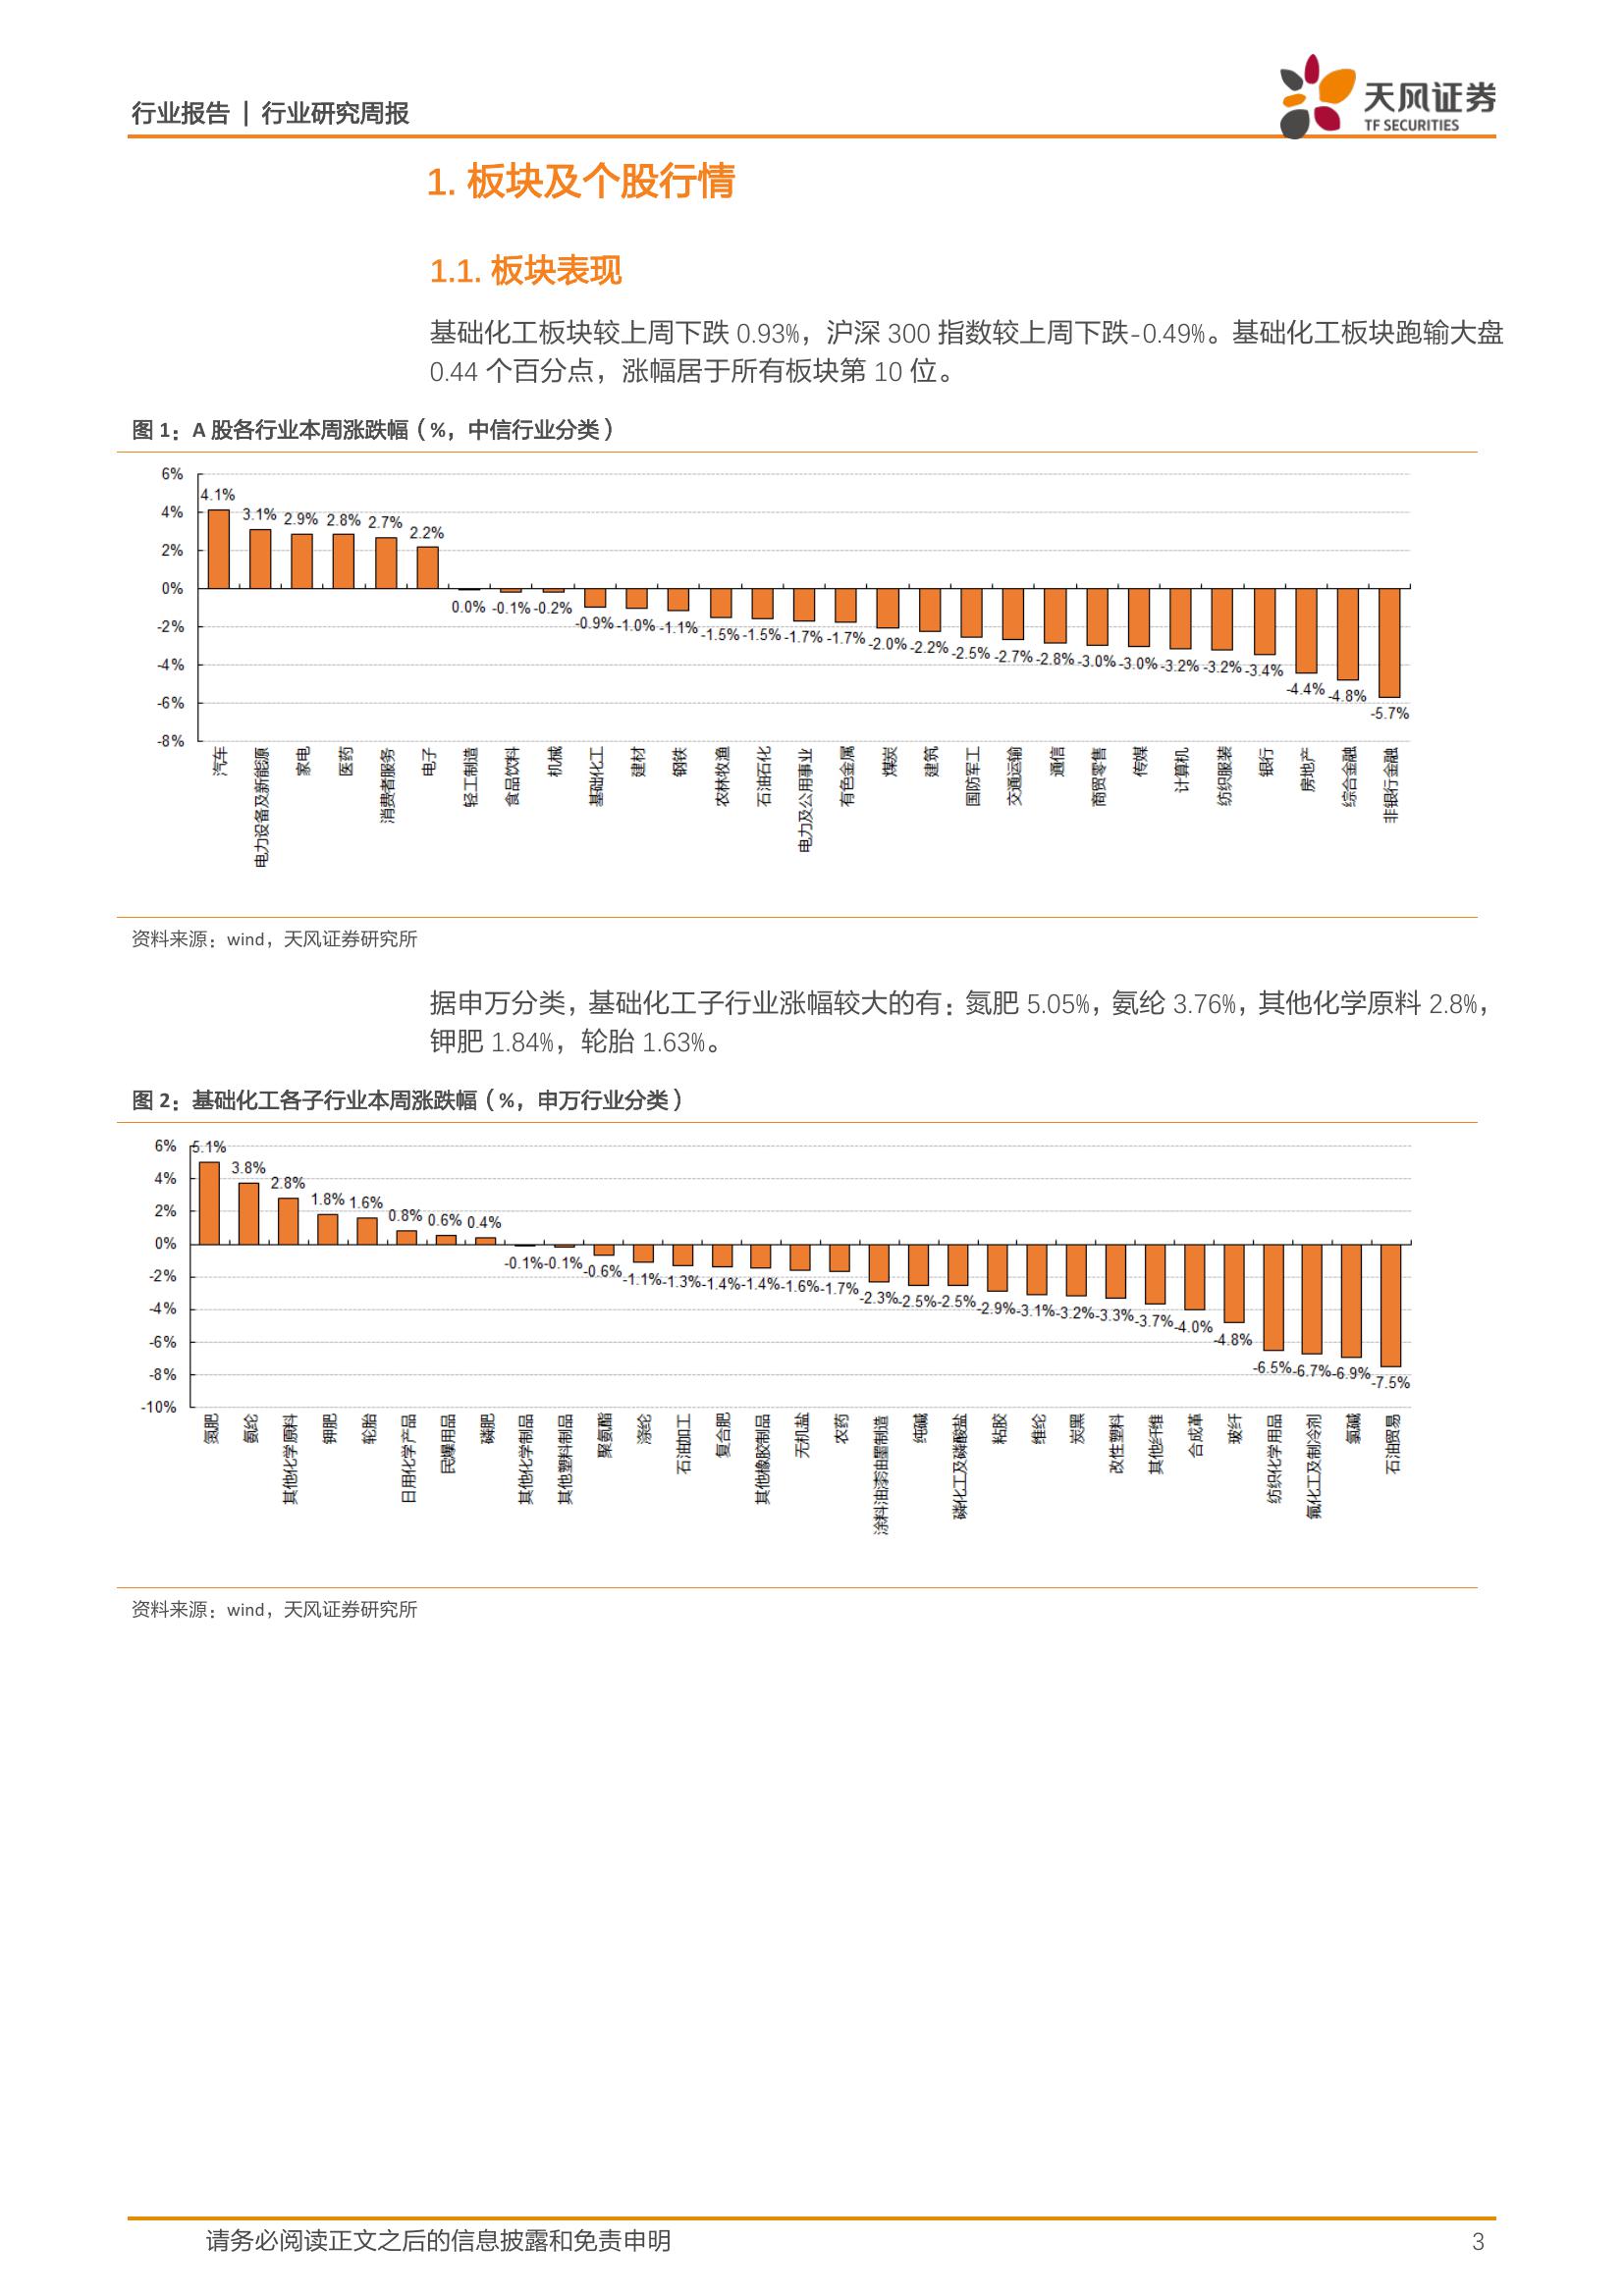 行业报告 | 行业研究周报
天风证券
TF SECURITIES
1. 板块及个股行情
1.1. 板块表现
基础化工板块较上周下跌 0.93%，沪深 300 指数较上周下跌-0.49%。基础化工板块跑输大盘
0.44 个百分点，涨幅居于所有板块第 10 位。
图 1：A 股各行业本周涨跌幅（%，中信行业分类）
6%
4%
2%
0%
-2%
-4%
-6%
-8%
4.1% 3.1% 2.9% 2.8% 2.7% 2.2% 0.0% -0.1% -0.2% -0.9% -1.0% -1.1% -1.5% -1.5% -1.7% -1.7% -2.0% -2.2% -2.5% -2.7% -2.8% -3.0% -3.0% -3.2% -3.2% -3.4% -4.4% -4.8% -5.7%
汽车
电力设备及新能源
家电
医药
消费者服务
电子
轻工制造
食品饮料
机械
基础化工
建材
钢铁
农林牧渔
石油石化
电力及公用事业
有色金属
煤炭
建筑
国防军工
交通运输
通信
商贸零售
传媒
计算机
纺织服装
银行
房地产
综合金融
非银行金融
资料来源：wind，天风证券研究所
据申万分类，基础化工子行业涨幅较大的有：氮肥 5.05%，氨纶 3.76%，其他化学原料 2.8%，
钾肥 1.84%，轮胎 1.63%。
图 2：基础化工各子行业本周涨跌幅（%，申万行业分类）
6%
4%
2%
0%
-2%
-4%
-6%
-8%
-10%
5.1% 3.8% 2.8% 1.8% 1.6% 0.8% 0.6% 0.4% -0.1% -0.1% -0.6% -1.1% -1.3% -1.4% -1.4% -1.6% -1.7% -2.3% -2.5% -2.5% -2.9% -3.1% -3.2% -3.3% -3.7% -4.0% -4.8% -6.5% -6.7% -6.9% -7.5%
氮肥
氨纶
其他化学原料
钾肥
轮胎
日用化学产品
民爆用品
磷肥
其他化学制品
其他塑料制品
聚氨酯
涤纶
石油加工
复合肥
其他橡胶制品
无机盐
农药
涂料油漆油墨制造
纯碱
磷化工及磷酸盐
粘胶
维纶
炭黑
改性塑料
其他纤维
合成革
玻纤
纺织化学用品
氟化工及制冷剂
氯碱
石油贸易
资料来源：wind，天风证券研究所
请务必阅读正文之后的信息披露和免责申明
3